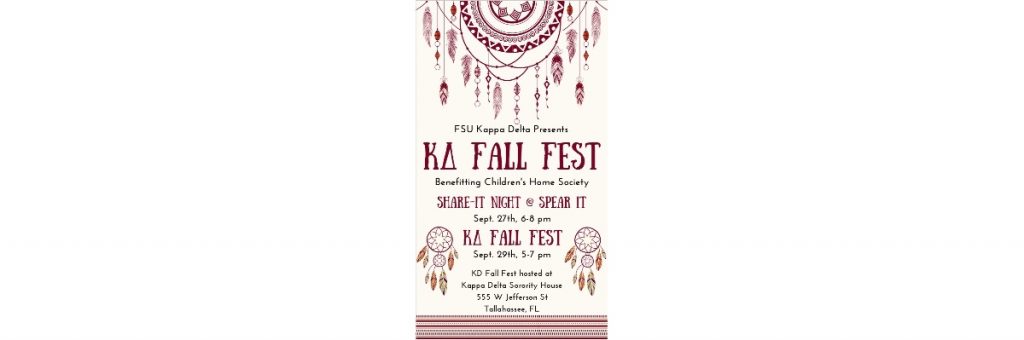 FSU Kappa Delta Presents
KΔ FALL FEST
Benefitting Children's Home Society
SHARE-IT NIGHT @ SPEAR IT
Sept. 27th, 6-8 pm
KΔ FALL FEST
Sept. 29th, 5-7 pm
KD Fall Fest hosted at
Kappa Delta Sorority House
555 W Jefferson St
Tallahassee, FL